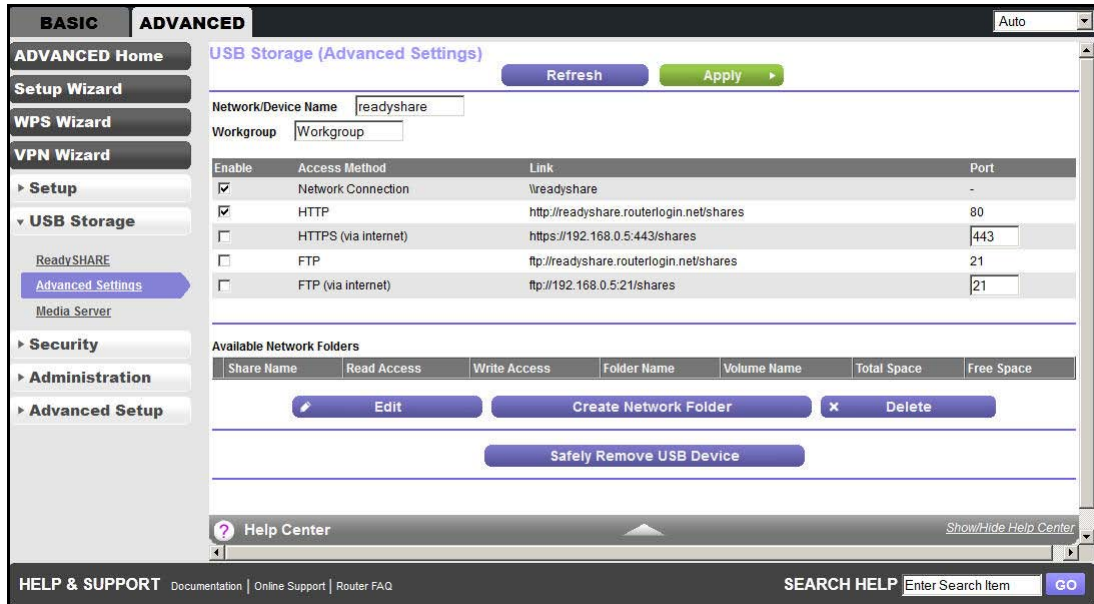 BASIC ADVANCED Auto
ADVANCED Home
Setup Wizard
WPS Wizard
VPN Wizard
Setup
USB Storage
ReadySHARE
Advanced Settings
Media Server
Security
Administration
Advanced Setup
USB Storage (Advanced Settings)
Refresh Apply
Network/Device Name readyshare
Workgroup Workgroup
Enable Access Method Link Port
Network Connection \\readyshare -
HTTP http://readyshare.routerlogin.net/shares 80
HTTPS (via internet) https://192.168.0.5:443/shares 443
FTP ftp://readyshare.routerlogin.net/shares 21
FTP (via internet) ftp://192.168.0.5:21/shares 21
Available Network Folders
Share Name Read Access Write Access Folder Name Volume Name Total Space Free Space
Edit Create Network Folder Delete
Safely Remove USB Device
? Help Center Show/Hide Help Center
HELP & SUPPORT Documentation | Online Support | Router FAQ SEARCH HELP Enter Search Item GO